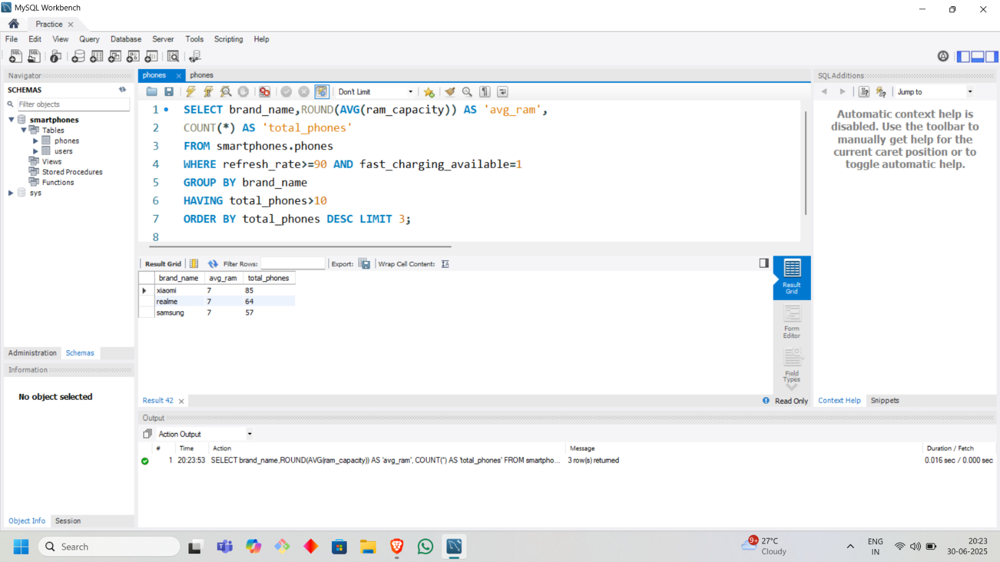 MySQL Workbench
Practice
File Edit View Query Database Server Tools Scripting Help
Navigator
SCHEMAS
Filter objects
smartphones
Tables
phones
users
Views
Stored Procedures
Functions
sys
Administration Schemas
Information
No object selected
Object Info Session
phones phones
Don't Limit
1 SELECT brand_name,ROUND(AVG(ram_capacity)) AS 'avg_ram',
2 COUNT(*) AS 'total_phones'
3 FROM smartphones.phones
4 WHERE refresh_rate>=90 AND fast_charging_available=1
5 GROUP BY brand_name
6 HAVING total_phones>10
7 ORDER BY total_phones DESC LIMIT 3;
8
Result Grid Filter Rows: Export: Wrap Cell Content:
brand_name avg_ram total_phones
xiaomi 7 85
realme 7 64
samsung 7 57
Result Grid
Form Editor
Field Types
Result 42
Read Only
SQLAdditions
Jump to
Automatic context help is
disabled. Use the toolbar to
manually get help for the
current caret position or to
toggle automatic help.
Context Help Snippets
Output
Action Output
# Time Action Message Duration / Fetch
1 20:23:53 SELECT brand_name,ROUND(AVG(ram_capacity)) AS 'avg_ram', COUNT(*) AS 'total_phones' FROM smartpho... 3 row(s) returned 0.016 sec / 0.000 sec
Search
9+
27°C
Cloudy
ENG
IN
20:23
30-06-2025